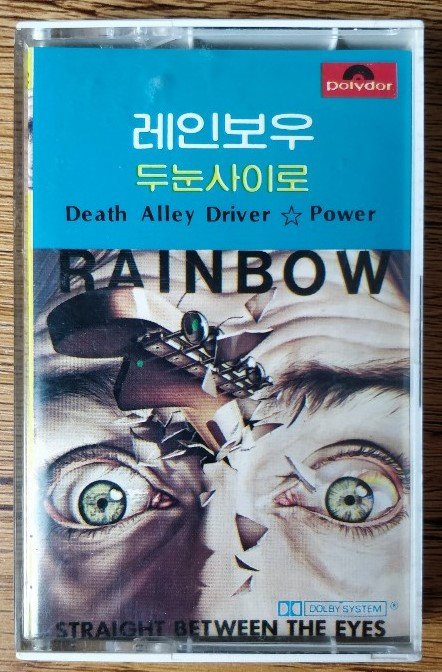 polydor
레인보우
두눈사이로
Death Alley Driver ☆ Power
RAINBOW
DOLBY SYSTEM ®
STRAIGHT BETWEEN THE EYES